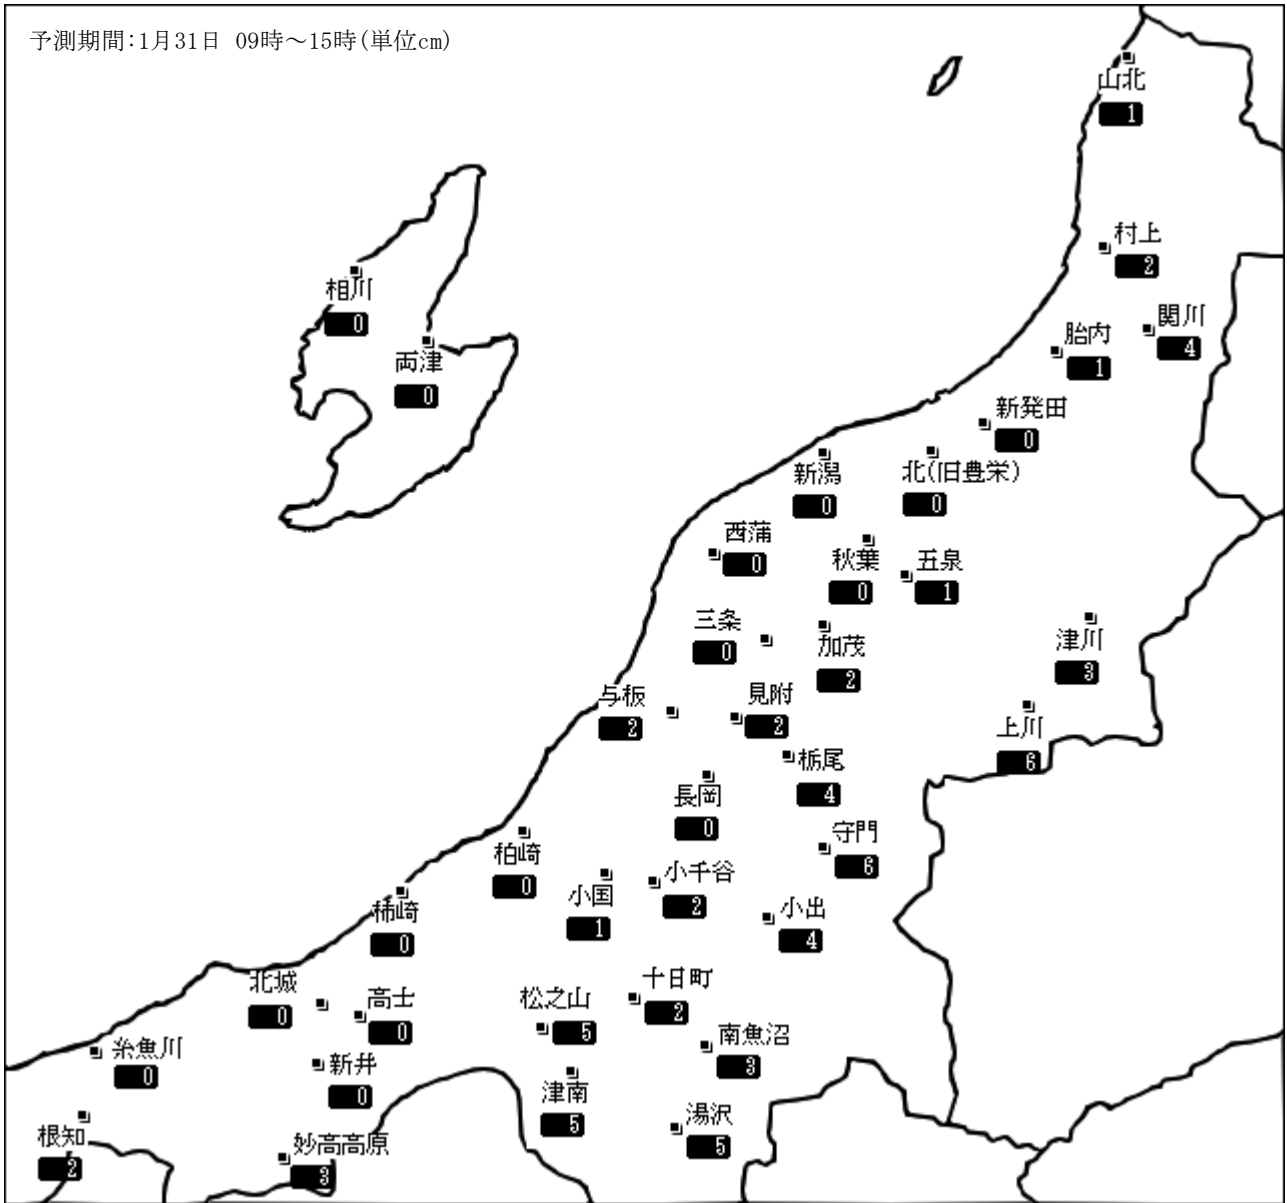 予測期間:1月31日 09時～15時(単位cm)
山北
1
村上
2
相川
0
関川
4
胎内
1
両津
0
新発田
0
新潟
0
北(旧豊栄)
0
西蒲
0
秋葉
0
五泉
1
三条
0
加茂
2
津川
3
与板
2
見附
2
上川
6
栃尾
4
長岡
0
守門
6
柏崎
0
小千谷
2
小国
1
小出
4
柿崎
0
北城
0
高士
0
松之山
5
十日町
2
南魚沼
3
糸魚川
0
新井
0
津南
5
湯沢
5
根知
2
妙高高原
3